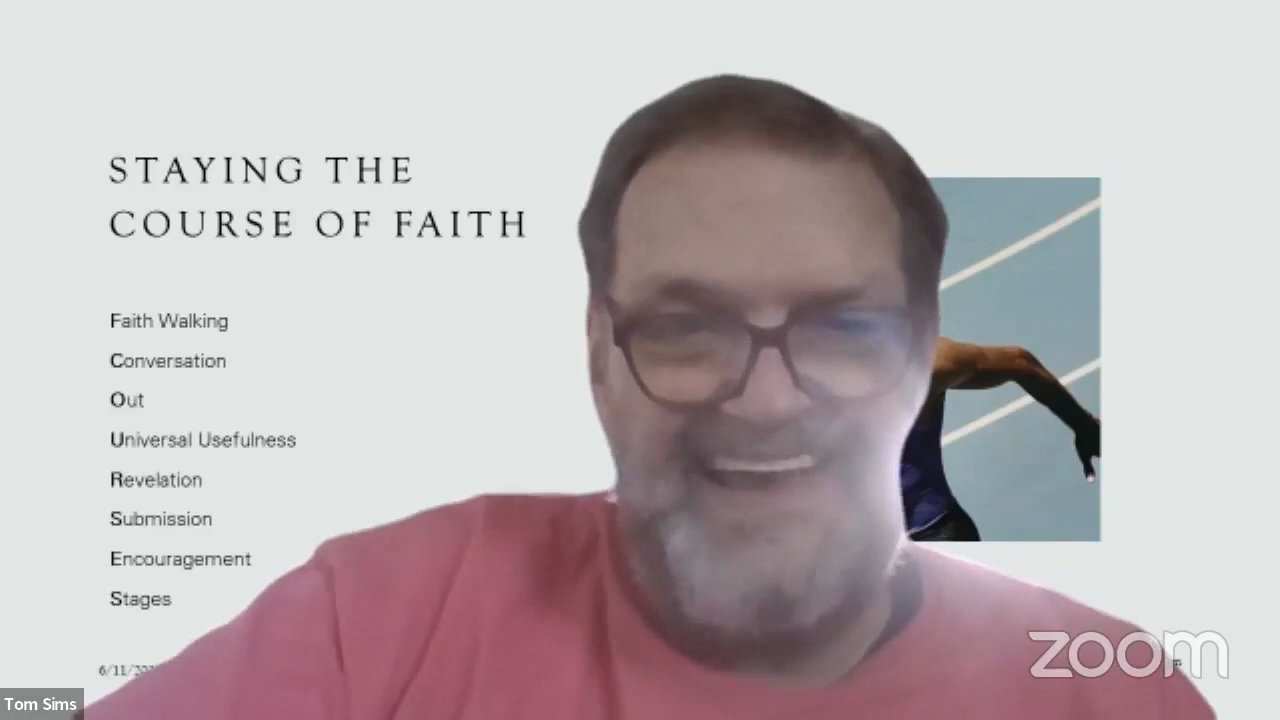 STAYING THE
COURSE OF FAITH
Faith Walking
Conversation
Out
Universal Usefulness
Revelation
Submission
Encouragement
Stages
zoom
Tom Sims